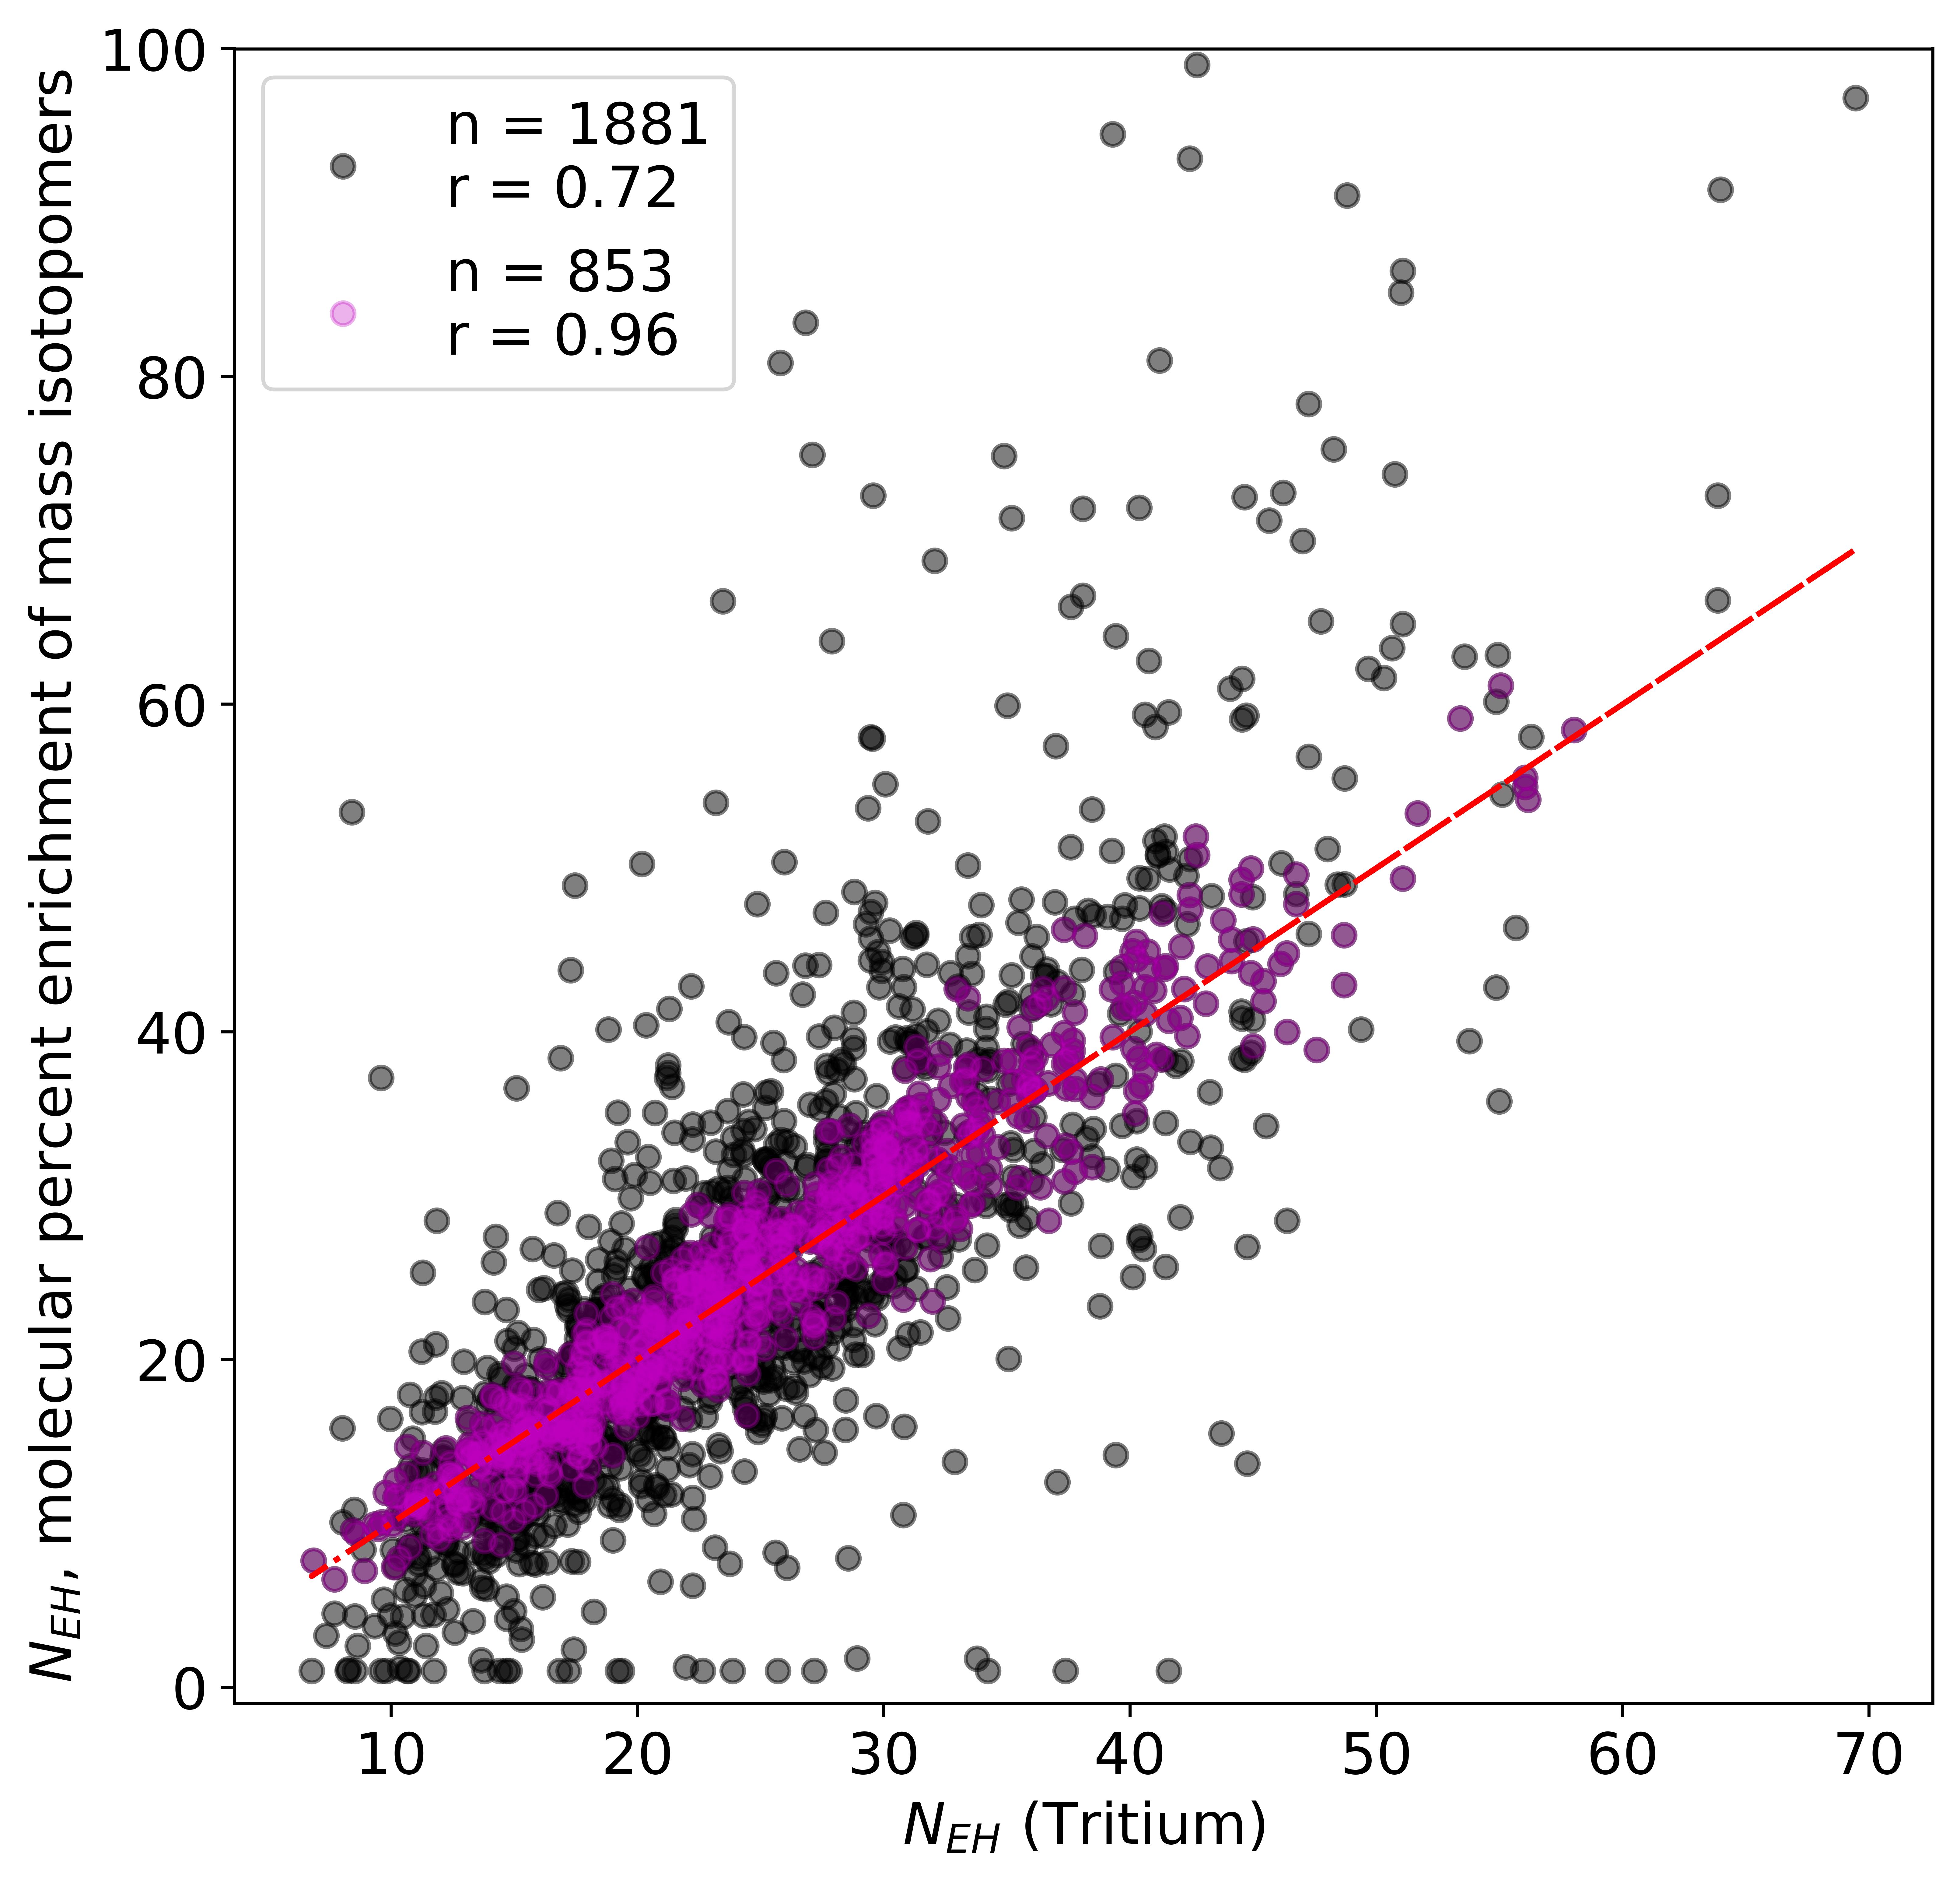 n = 1881
r = 0.72
n = 853
r = 0.96
100
80
60
40
20
0
N_EH, molecular percent enrichment of mass isotopomers
10 20 30 40 50 60 70
N_EH (Tritium)